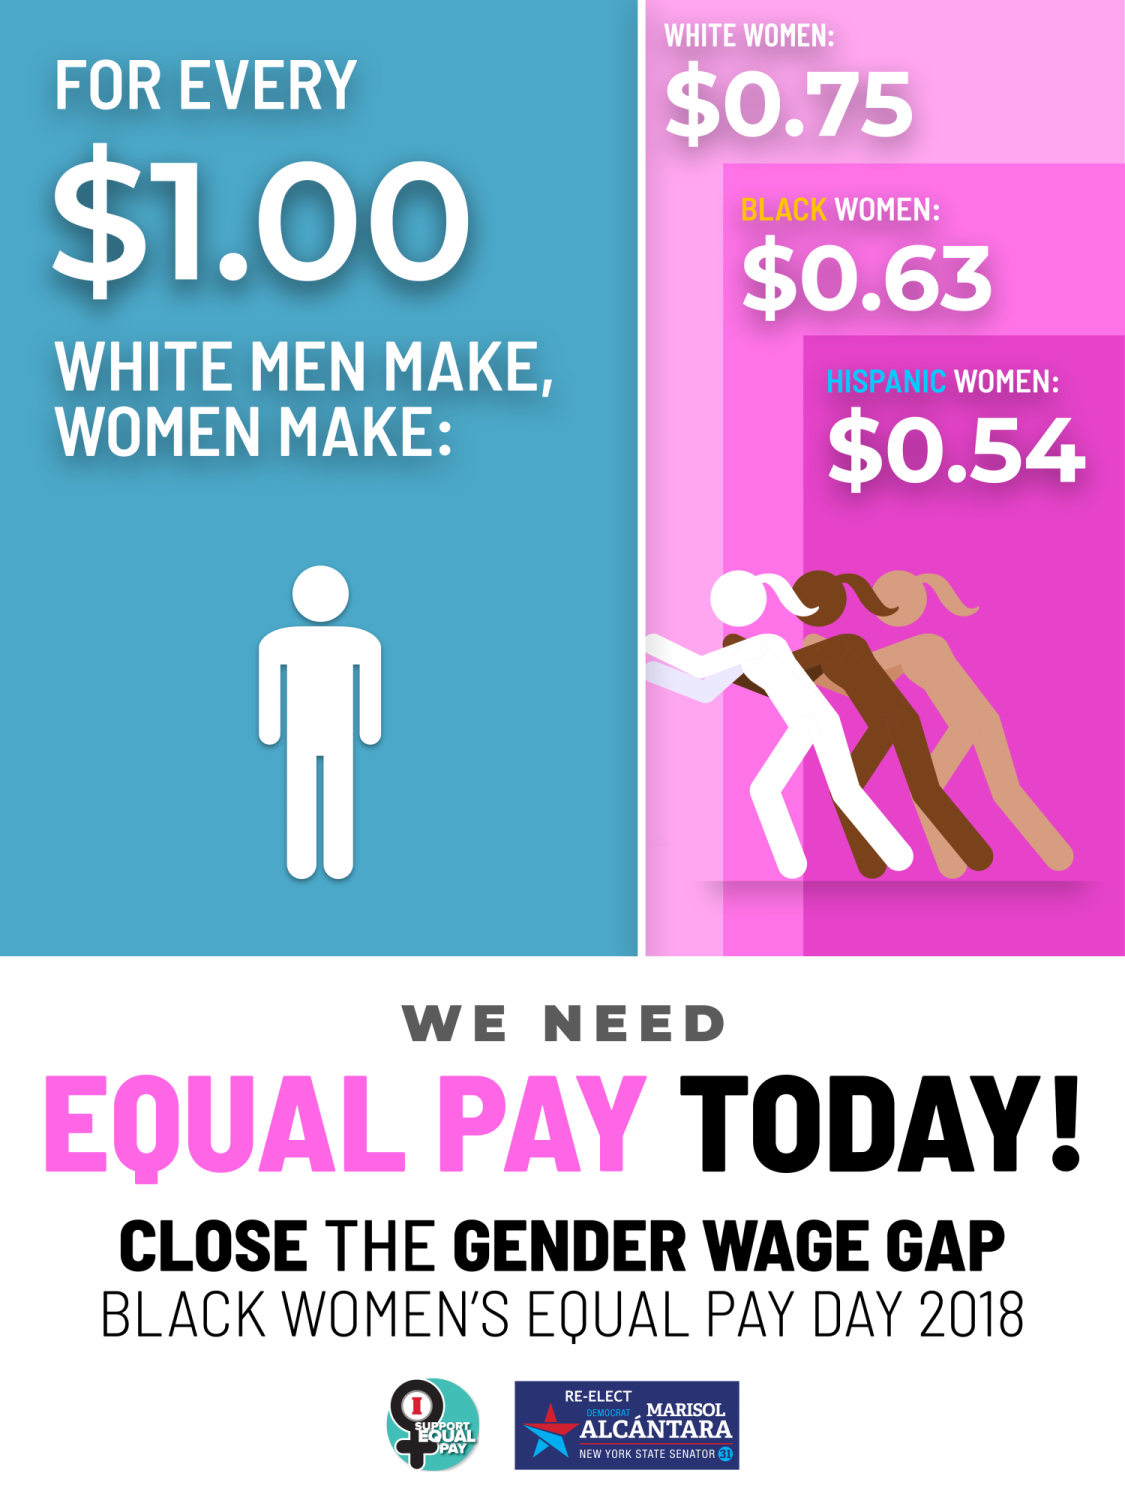 FOR EVERY
$1.00
WHITE MEN MAKE,
WOMEN MAKE:
WHITE WOMEN:
$0.75
BLACK WOMEN:
$0.63
HISPANIC WOMEN:
$0.54
WE NEED
EQUAL PAY TODAY!
CLOSE THE GENDER WAGE GAP
BLACK WOMEN'S EQUAL PAY DAY 2018
I
SUPPORT
EQUAL
PAY
RE-ELECT
DEMOCRAT MARISOL
ALCÁNTARA
NEW YORK STATE SENATOR 31